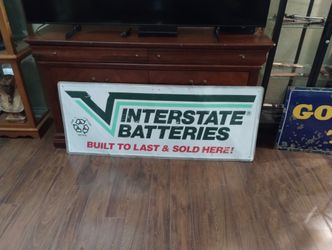 INTERSTATE®
BATTERIES
BUILT TO LAST & SOLD HERE!
GO